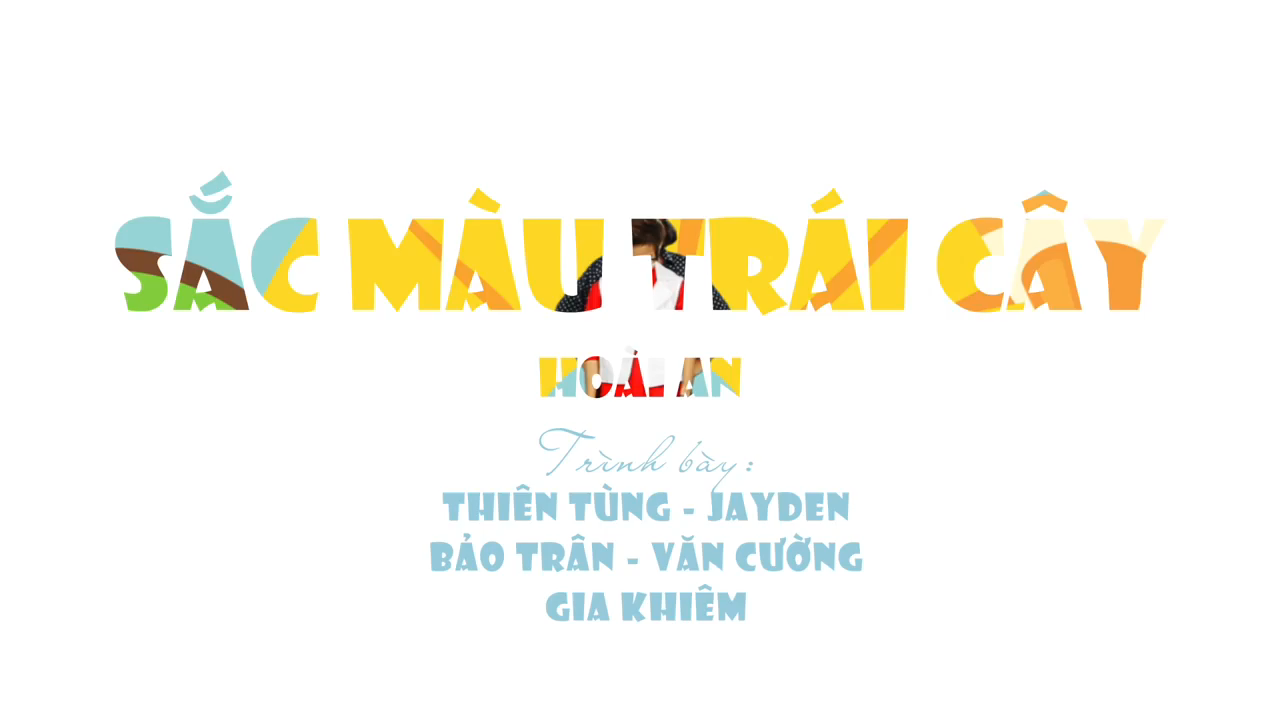 SẮC MÀU TRÁI CÂY
HOÀI AN
Trình bày:
THIÊN TÙNG - JAYDEN
BẢO TRÂN - VĂN CƯỜNG
GIA KHIÊM